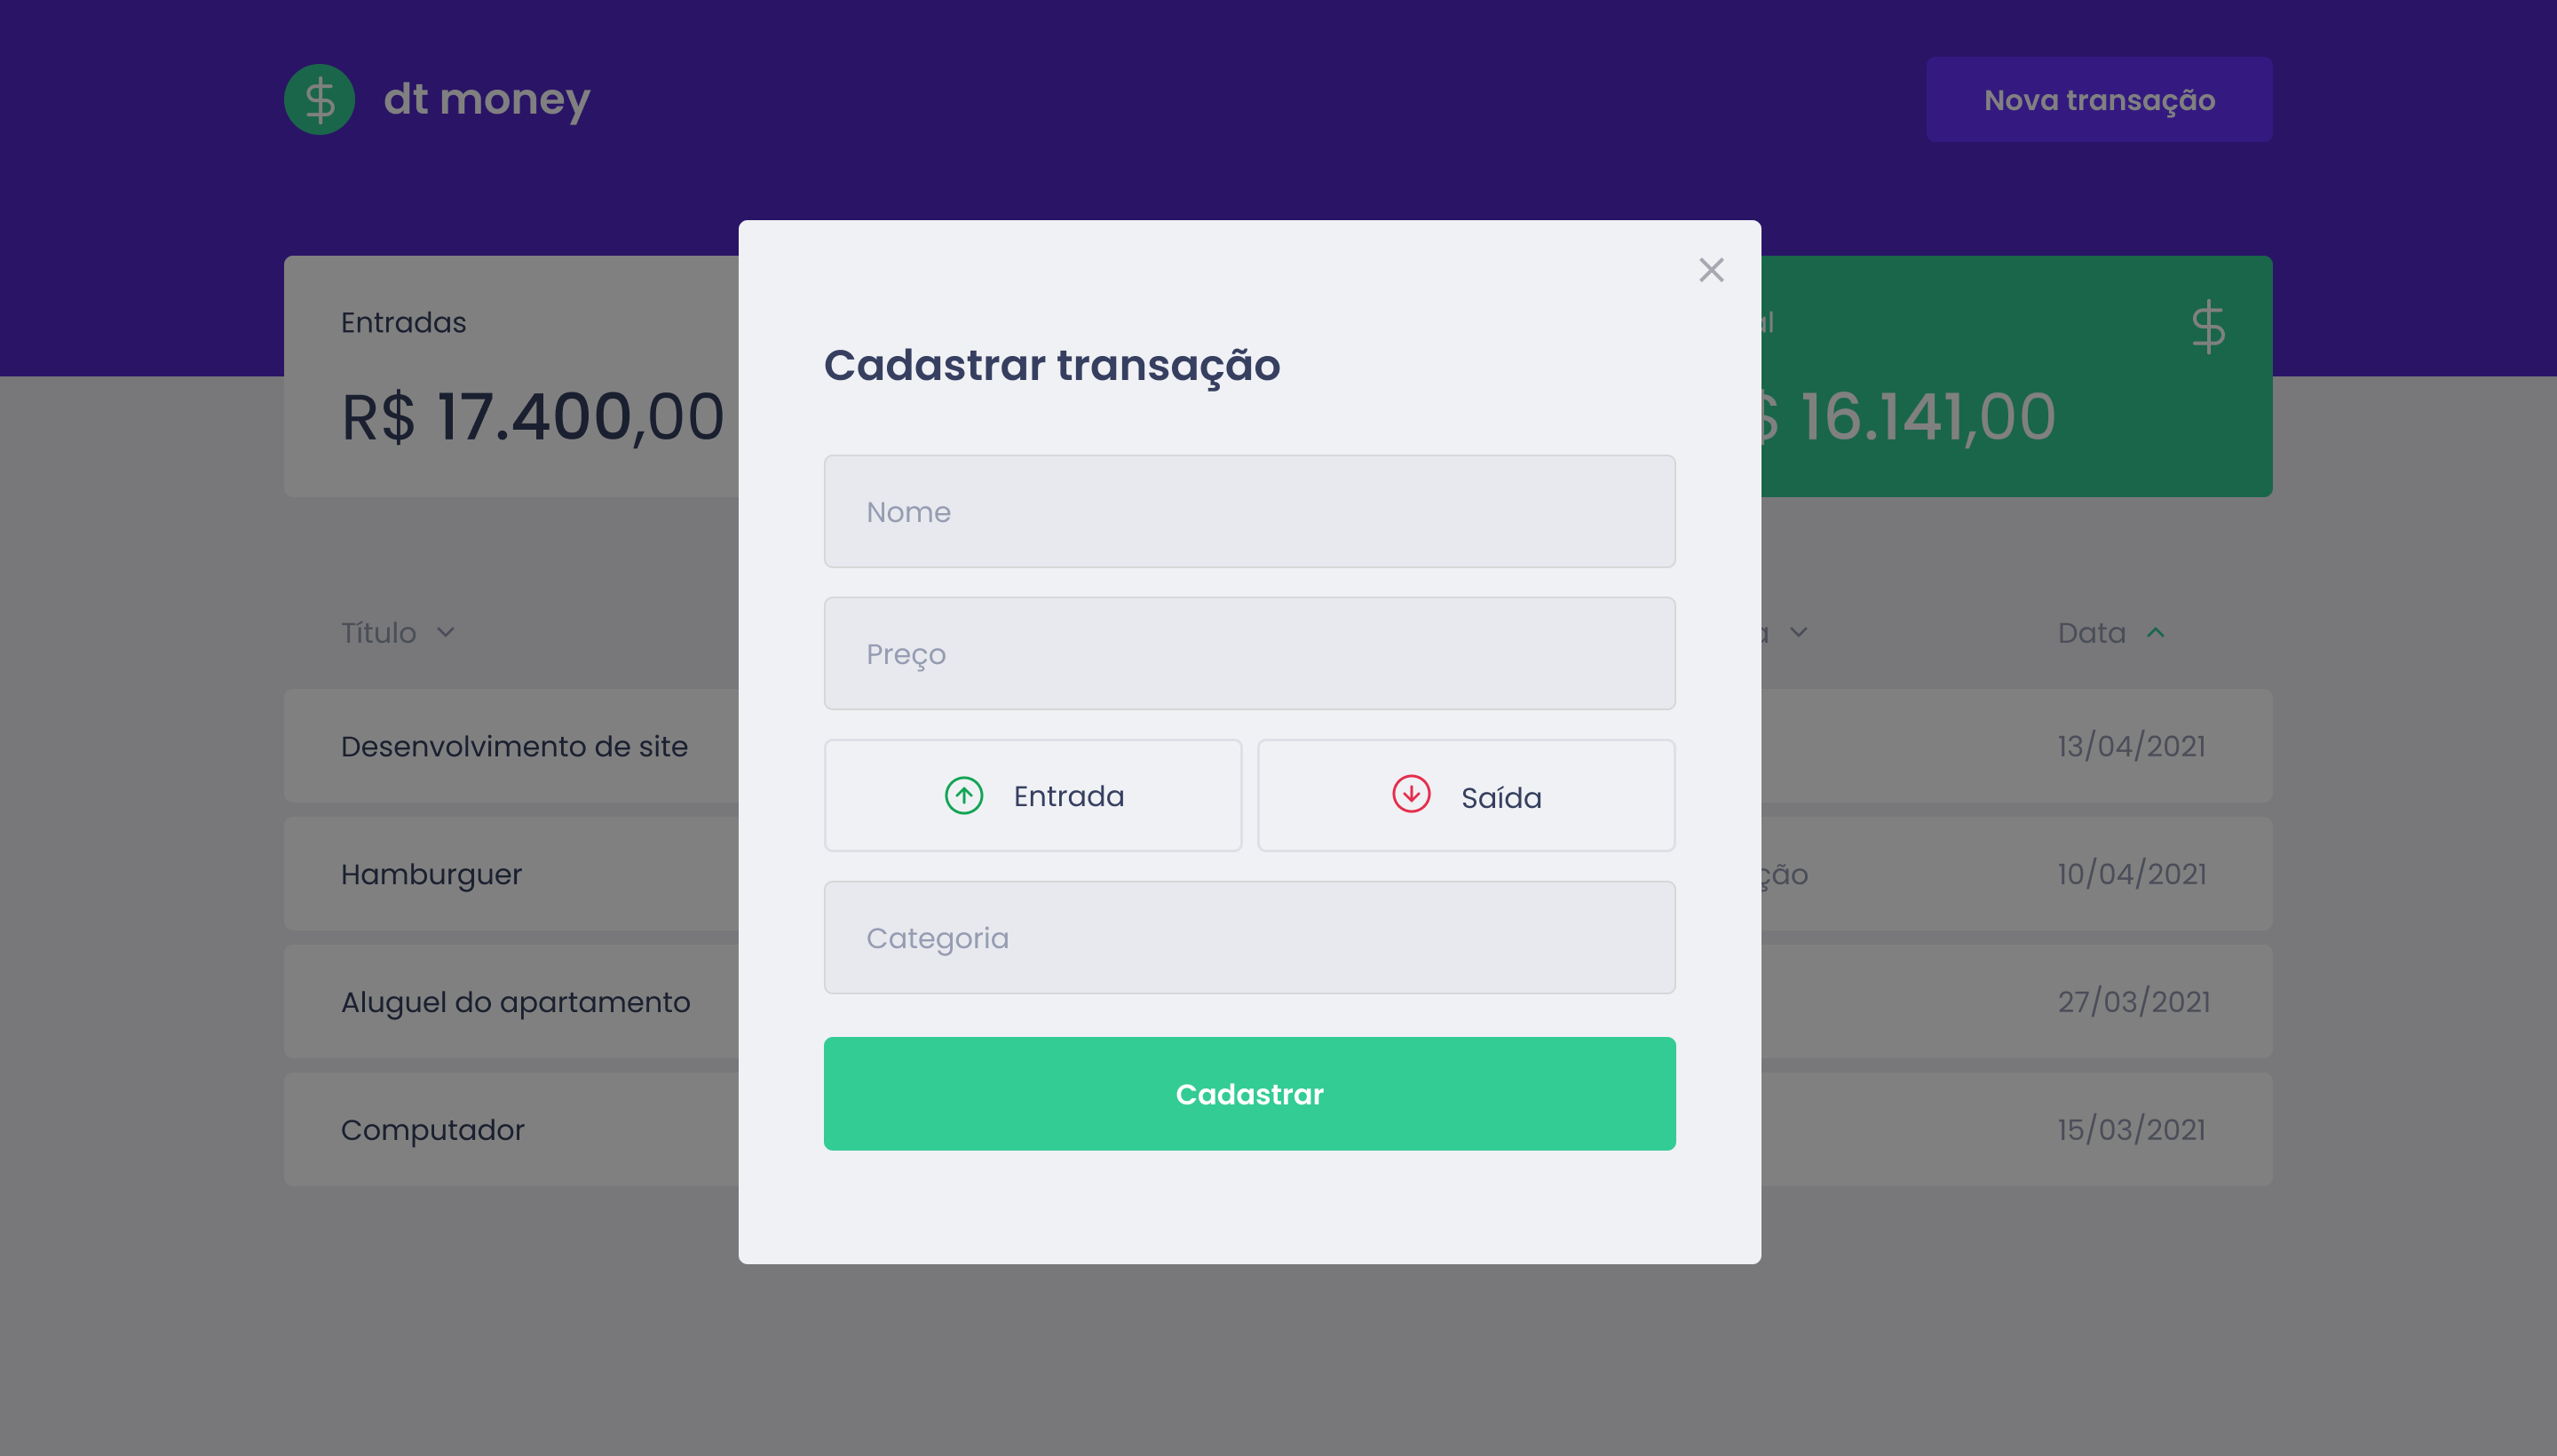 dt money
Nova transação
Entradas
R$ 17.400,00
$ 16.141,00
Cadastrar transação
Nome
Preço
Entrada
Saída
Categoria
Cadastrar
Título
Data
Desenvolvimento de site
13/04/2021
Hamburguer
10/04/2021
Aluguel do apartamento
27/03/2021
Computador
15/03/2021